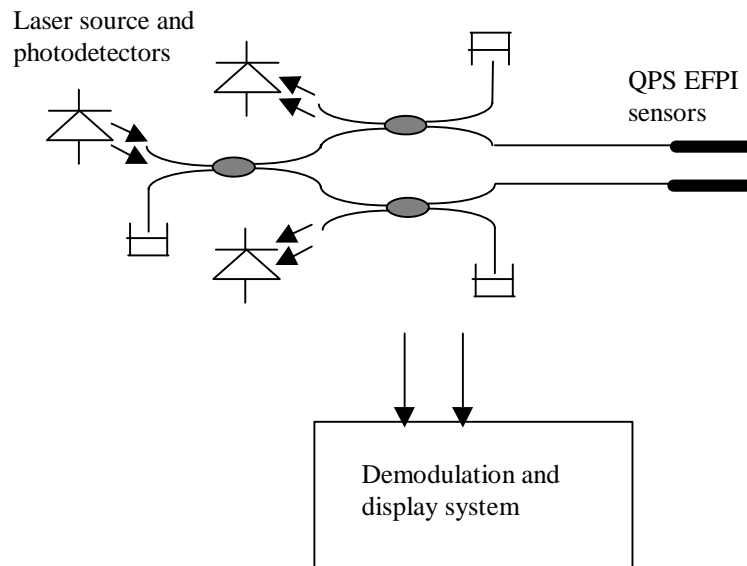 Laser source and
photodetectors
QPS EFPI
sensors
Demodulation and
display system